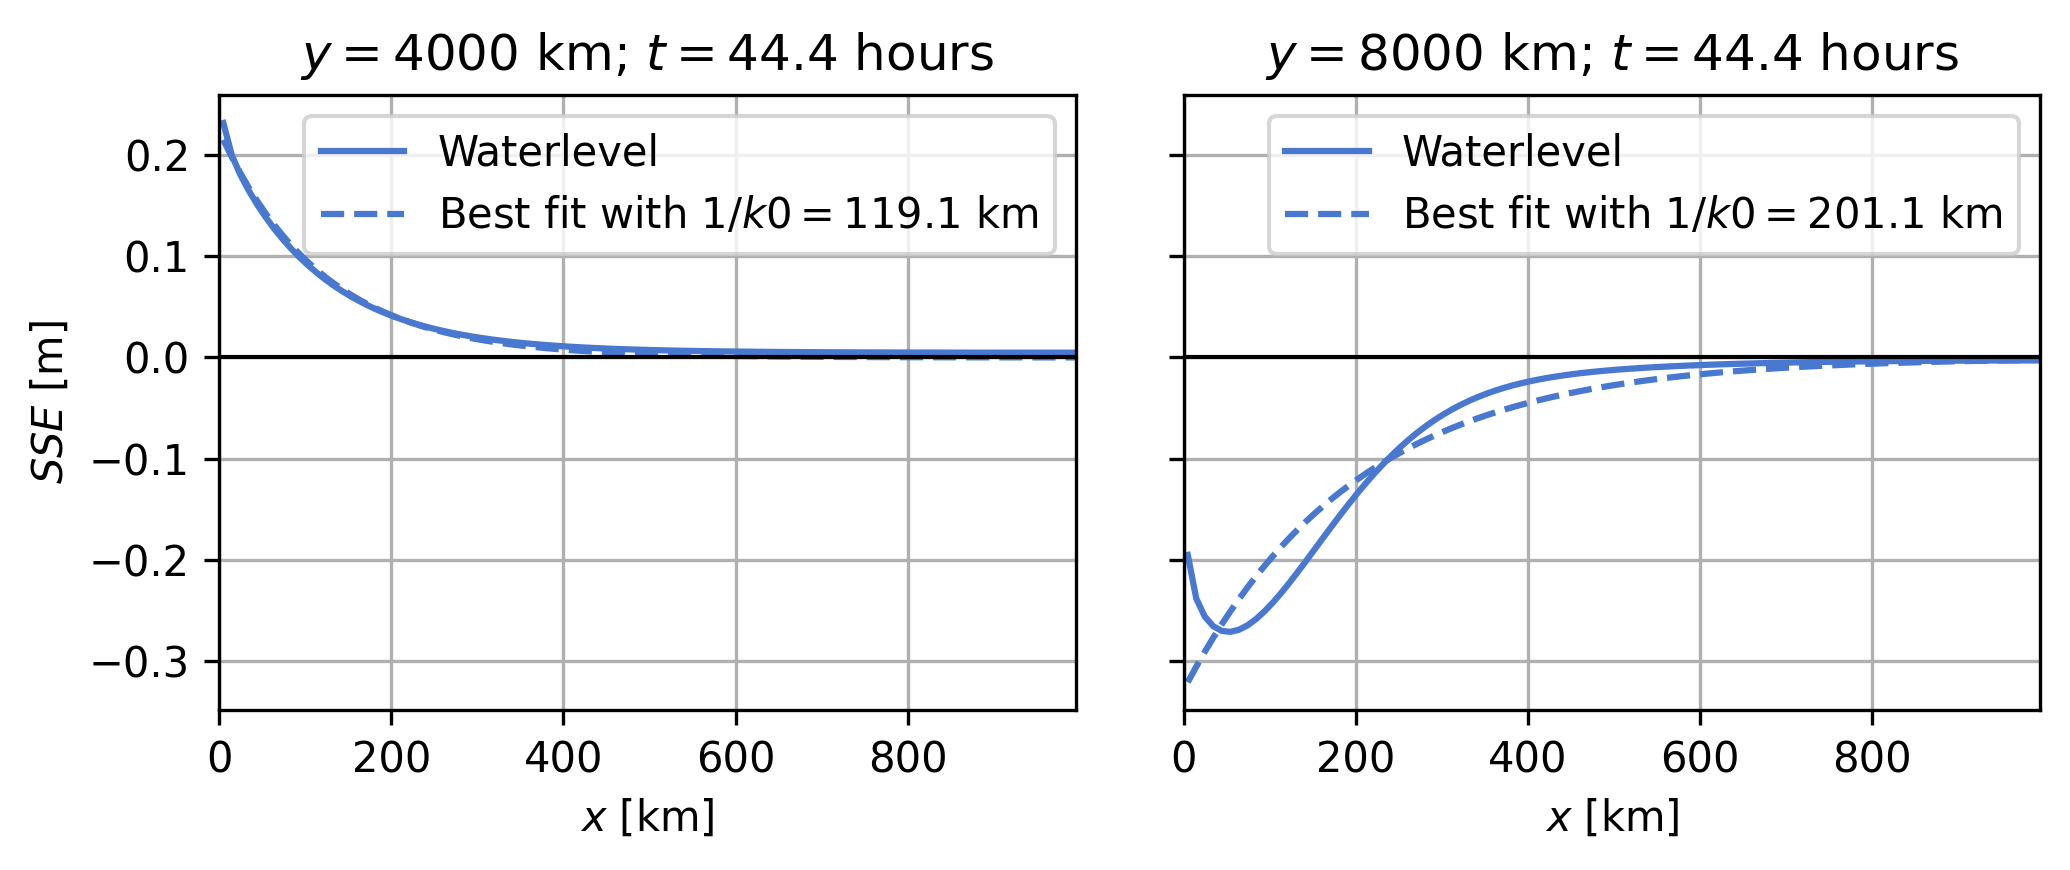 y = 4000 km; t = 44.4 hours
Waterlevel
Best fit with 1/k0 = 119.1 km
SSE [m]
0.2
0.1
0.0
−0.1
−0.2
−0.3
0 200 400 600 800
x [km]
y = 8000 km; t = 44.4 hours
Waterlevel
Best fit with 1/k0 = 201.1 km
0 200 400 600 800
x [km]